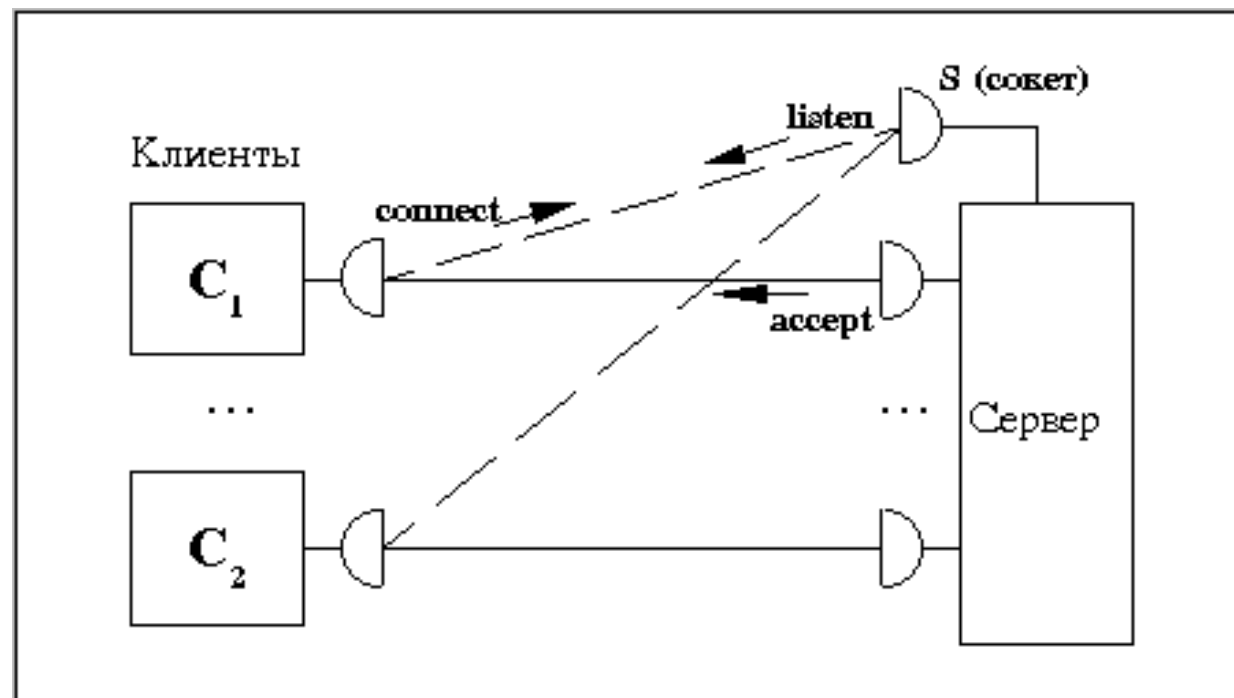 S (сокет)
listen
Клиенты
connect
C1
accept
...
...
Сервер
C2